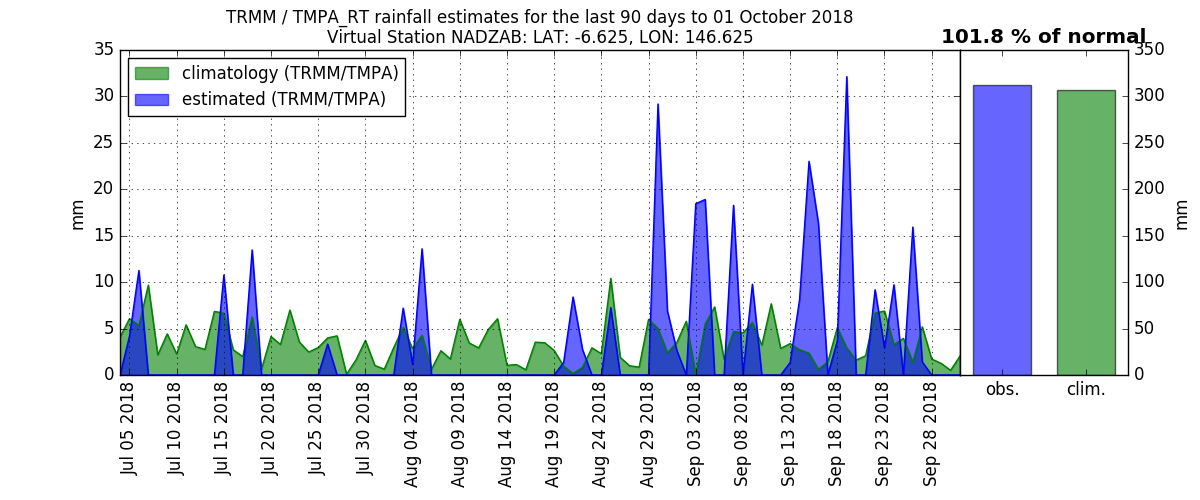 TRMM / TMPA_RT rainfall estimates for the last 90 days to 01 October 2018
Virtual Station NADZAB: LAT: -6.625, LON: 146.625
101.8 % of normal
climatology (TRMM/TMPA)
estimated (TRMM/TMPA)
mm
35
30
25
20
15
10
5
0
Jul 05 2018
Jul 10 2018
Jul 15 2018
Jul 20 2018
Jul 25 2018
Jul 30 2018
Aug 04 2018
Aug 09 2018
Aug 14 2018
Aug 19 2018
Aug 24 2018
Aug 29 2018
Sep 03 2018
Sep 08 2018
Sep 13 2018
Sep 18 2018
Sep 23 2018
Sep 28 2018
350
300
250
200
150
100
50
0
mm
obs.
clim.